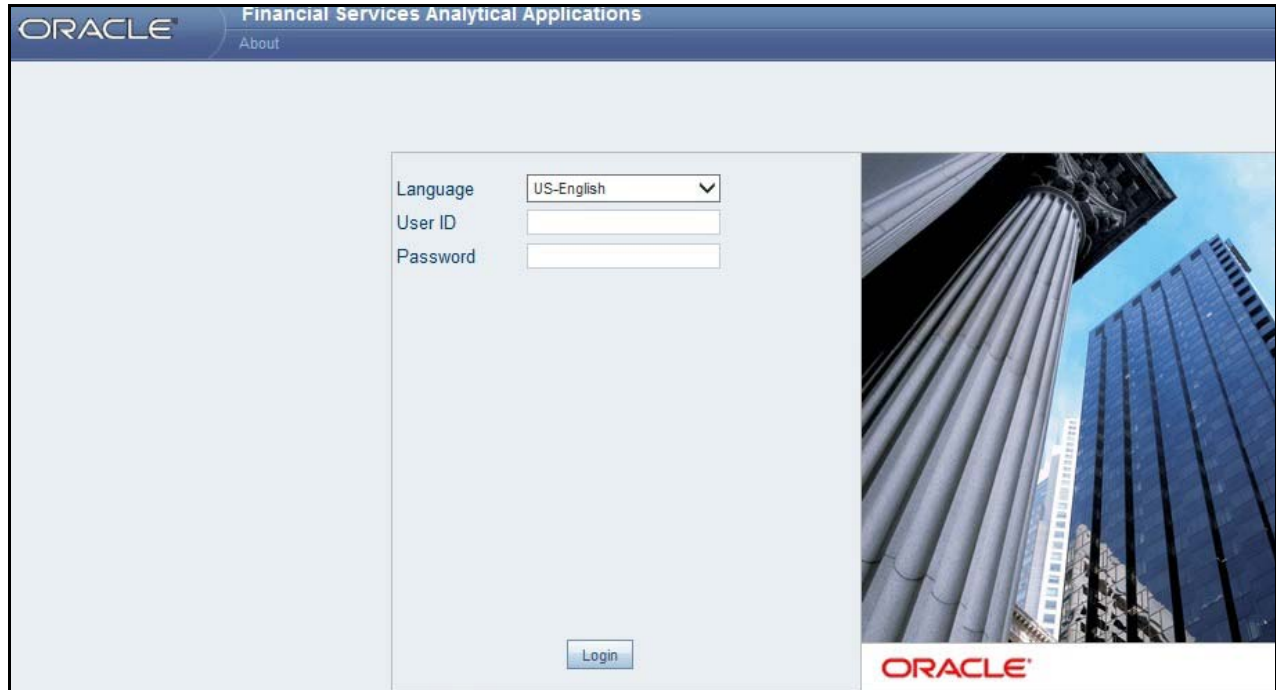 ORACLE
Financial Services Analytical Applications
About
Language US-English
User ID
Password
Login
ORACLE